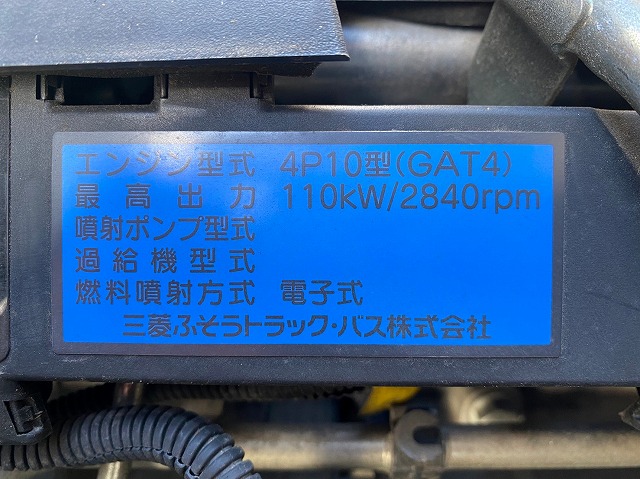 エンジン型式 4P10型(GAT4)
最高出力 110kW/2840rpm
噴射ポンプ型式
過給機型式
燃料噴射方式 電子式
三菱ふそうトラック・バス株式会社